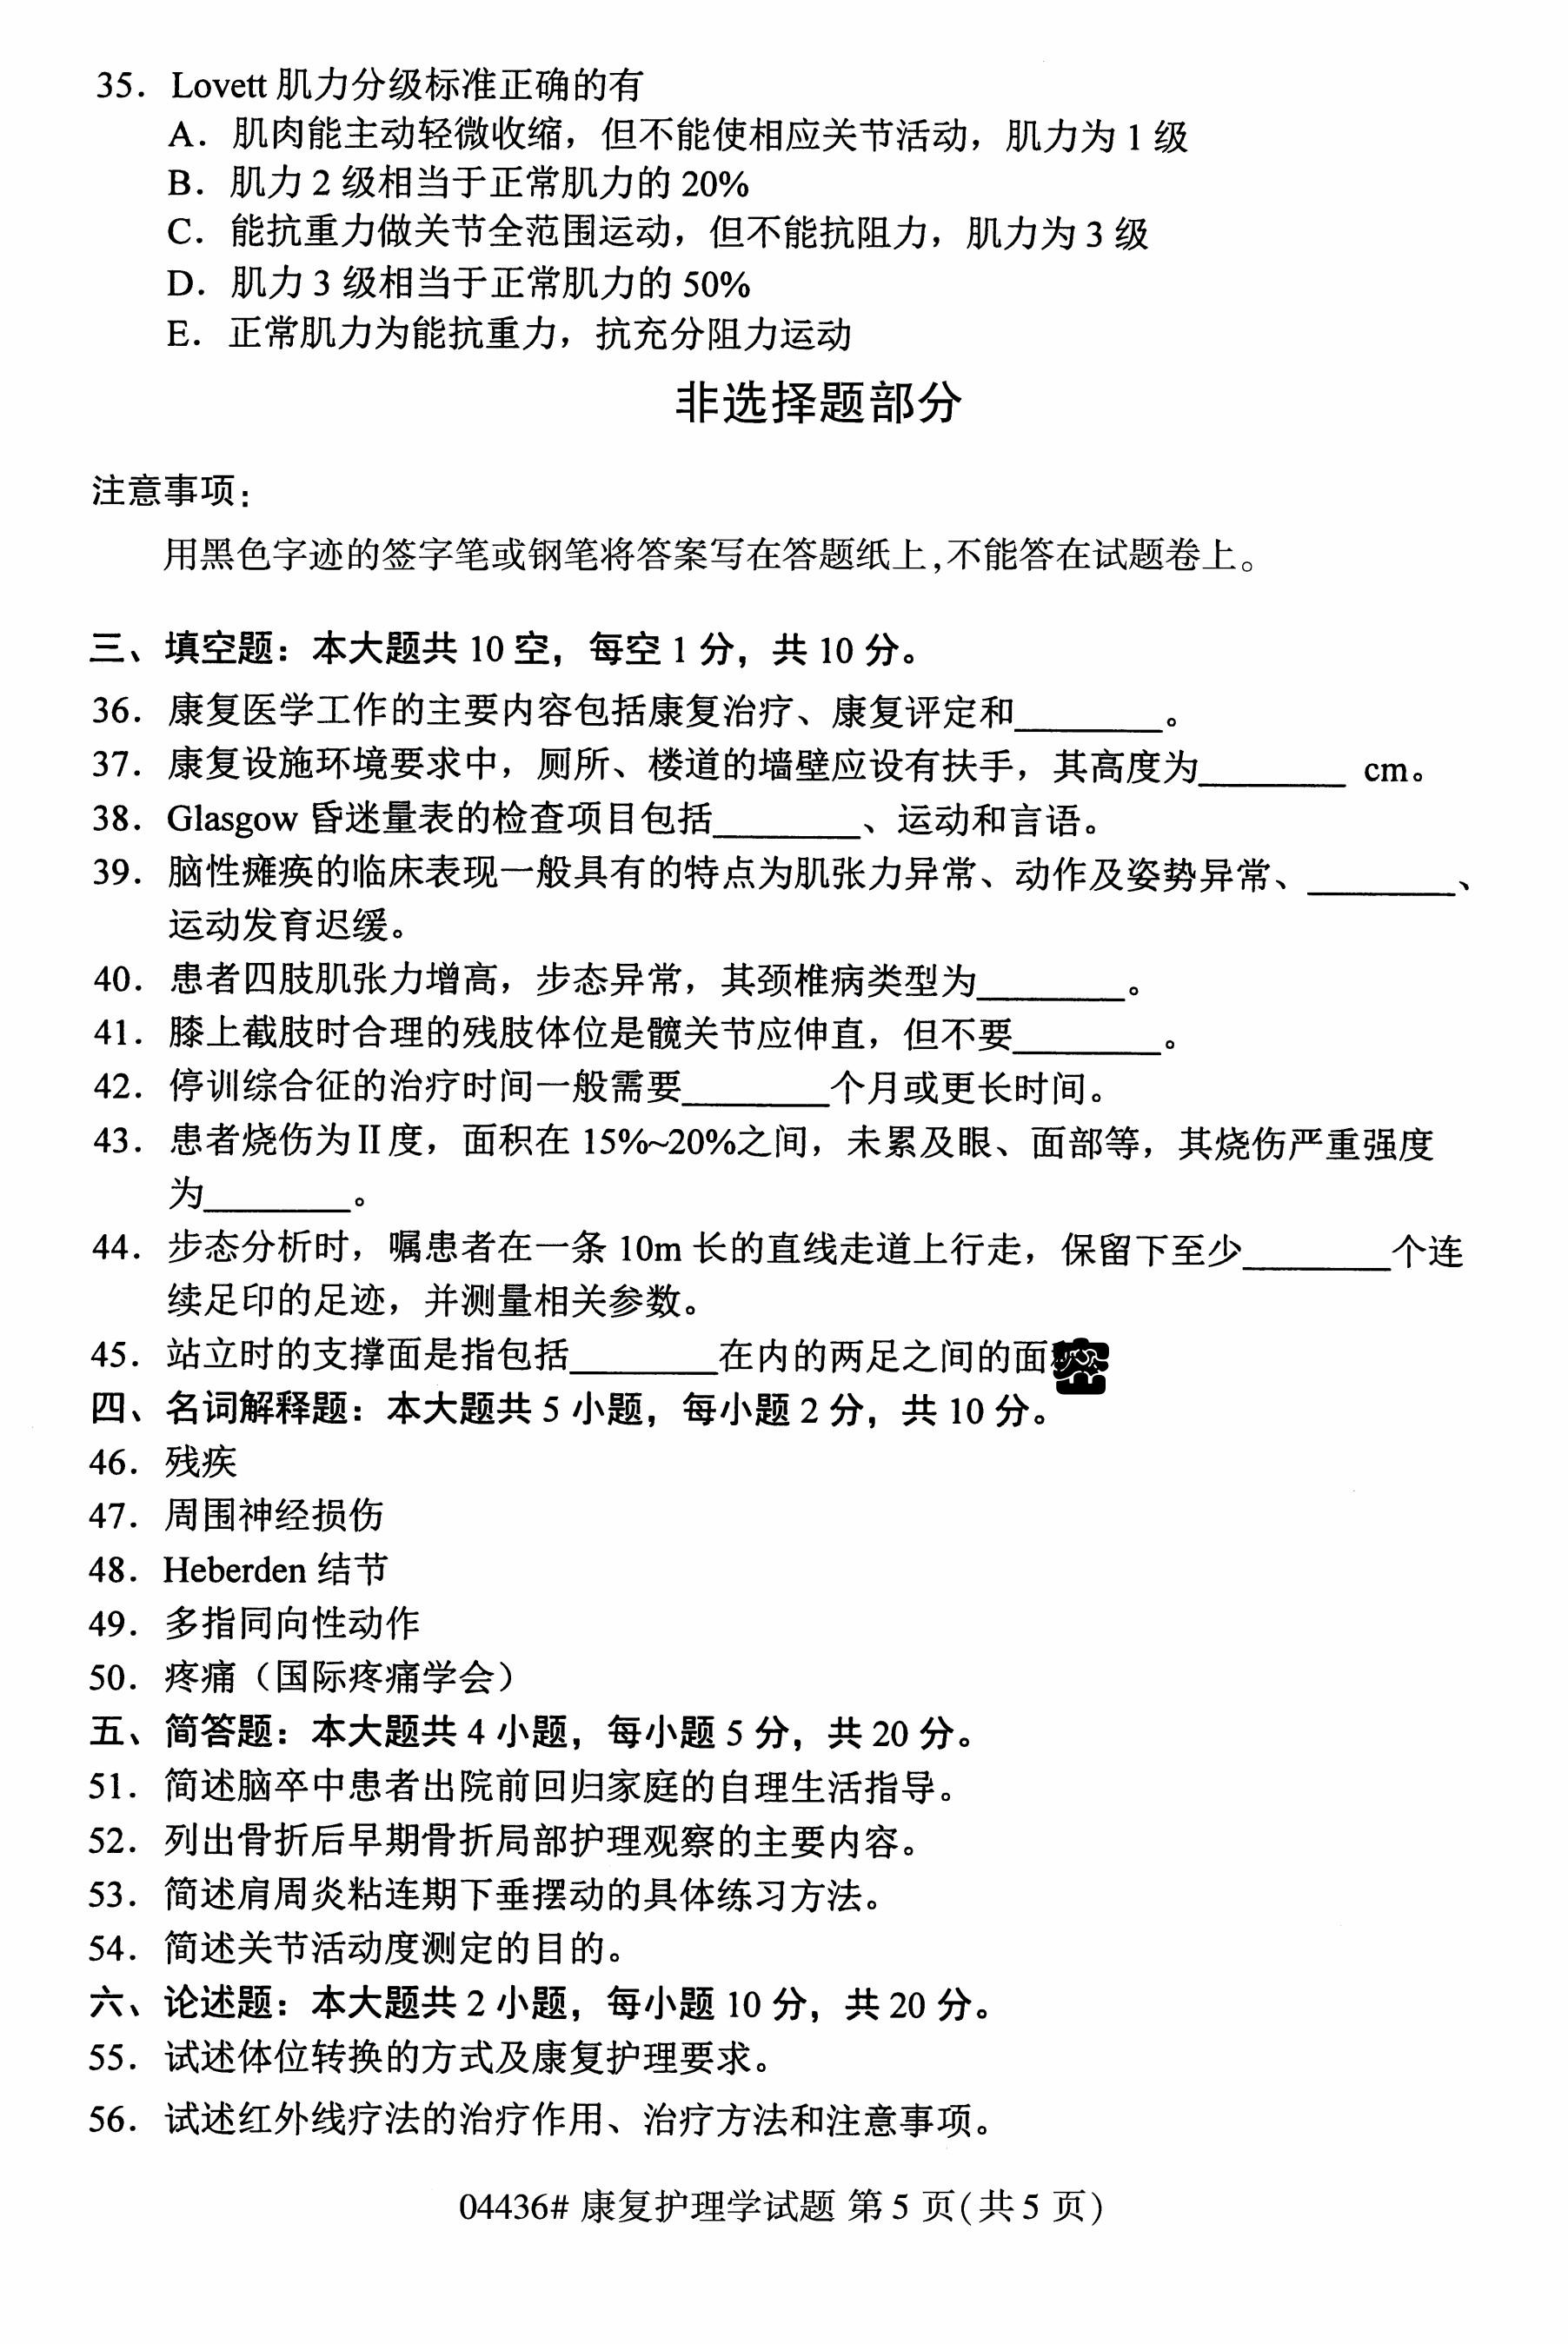 35. Lovett 肌力分级标准正确的有
A. 肌肉能主动轻微收缩，但不能使相应关节活动，肌力为 1 级
B. 肌力 2 级相当于正常肌力的 20%
C. 能抗重力做关节全范围运动，但不能抗阻力，肌力为 3 级
D. 肌力 3 级相当于正常肌力的 50%
E. 正常肌力为能抗重力，抗充分阻力运动
非选择题部分
注意事项：
用黑色字迹的签字笔或钢笔将答案写在答题纸上,不能答在试题卷上。
三、填空题：本大题共 10 空，每空 1 分，共 10 分。
36. 康复医学工作的主要内容包括康复治疗、康复评定和________。
37. 康复设施环境要求中，厕所、楼道的墙壁应设有扶手，其高度为________ cm。
38. Glasgow 昏迷量表的检查项目包括________、运动和言语。
39. 脑性瘫痪的临床表现一般具有的特点为肌张力异常、动作及姿势异常、________、
运动发育迟缓。
40. 患者四肢肌张力增高，步态异常，其颈椎病类型为________。
41. 膝上截肢时合理的残肢体位是髋关节应伸直，但不要________。
42. 停训综合征的治疗时间一般需要________个月或更长时间。
43. 患者烧伤为Ⅱ度，面积在 15%~20%之间，未累及眼、面部等，其烧伤严重强度
为________。
44. 步态分析时，嘱患者在一条 10m 长的直线走道上行走，保留下至少________个连
续足印的足迹，并测量相关参数。
45. 站立时的支撑面是指包括________在内的两足之间的面
四、名词解释题：本大题共 5 小题，每小题 2 分，共 10 分。
46. 残疾
47. 周围神经损伤
48. Heberden 结节
49. 多指同向性动作
50. 疼痛（国际疼痛学会）
五、简答题：本大题共 4 小题，每小题 5 分，共 20 分。
51. 简述脑卒中患者出院前回归家庭的自理生活指导。
52. 列出骨折后早期骨折局部护理观察的主要内容。
53. 简述肩周炎粘连期下垂摆动的具体练习方法。
54. 简述关节活动度测定的目的。
六、论述题：本大题共 2 小题，每小题 10 分，共 20 分。
55. 试述体位转换的方式及康复护理要求。
56. 试述红外线疗法的治疗作用、治疗方法和注意事项。
04436# 康复护理学试题 第 5 页(共 5 页)